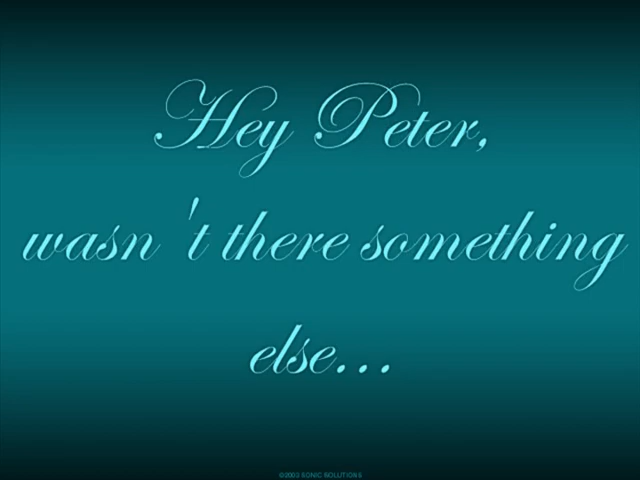 Hey Peter,
wasn't there something
else...
©2003 SONIC SOLUTIONS